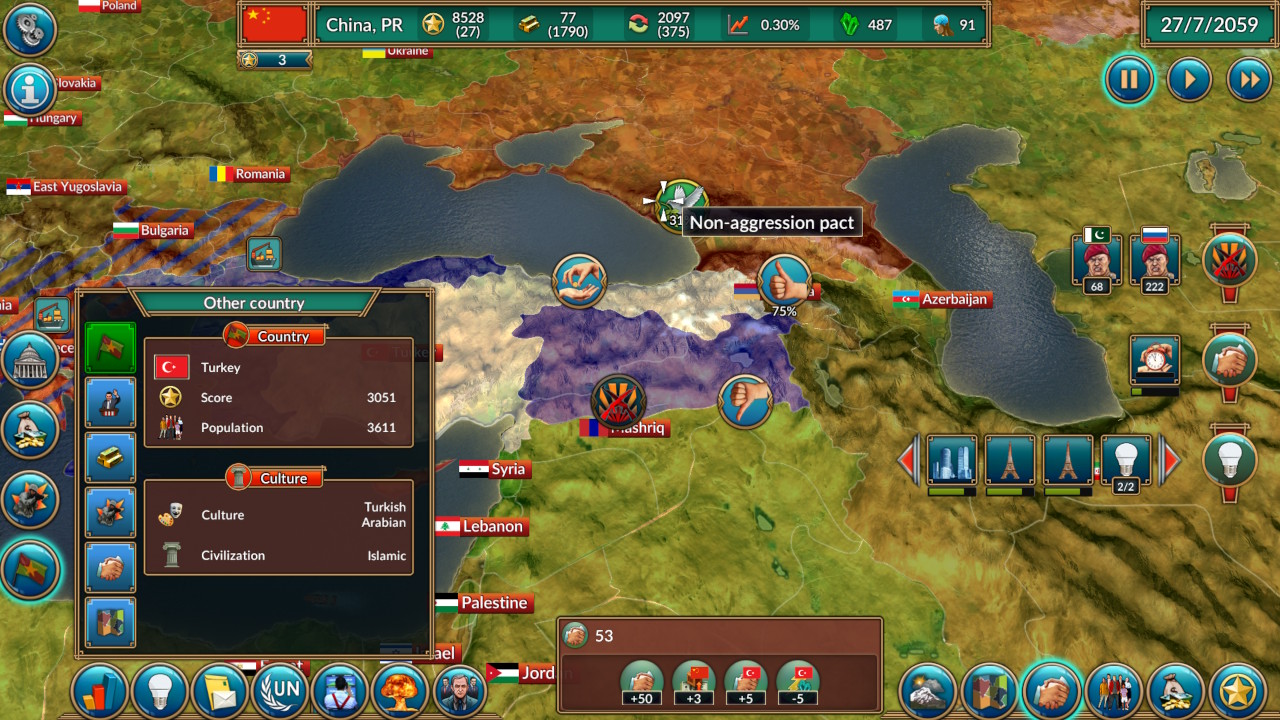 Poland
China, PR
8528
(27)
77
(1790)
2097
(375)
0.30%
487
91
27/7/2059
3
Ukraine
lovakia
Hungary
Romania
East Yugoslavia
Bulgaria
31
Non-aggression pact
75%
Azerbaijan
68
222
Other country
Country
Turkey
Score
3051
Population
3611
Culture
Culture
Turkish
Arabian
Civilization
Islamic
Mashriq
Syria
Lebanon
2/2
Palestine
ael
Jord
53
+50
+3
+5
-5
UN